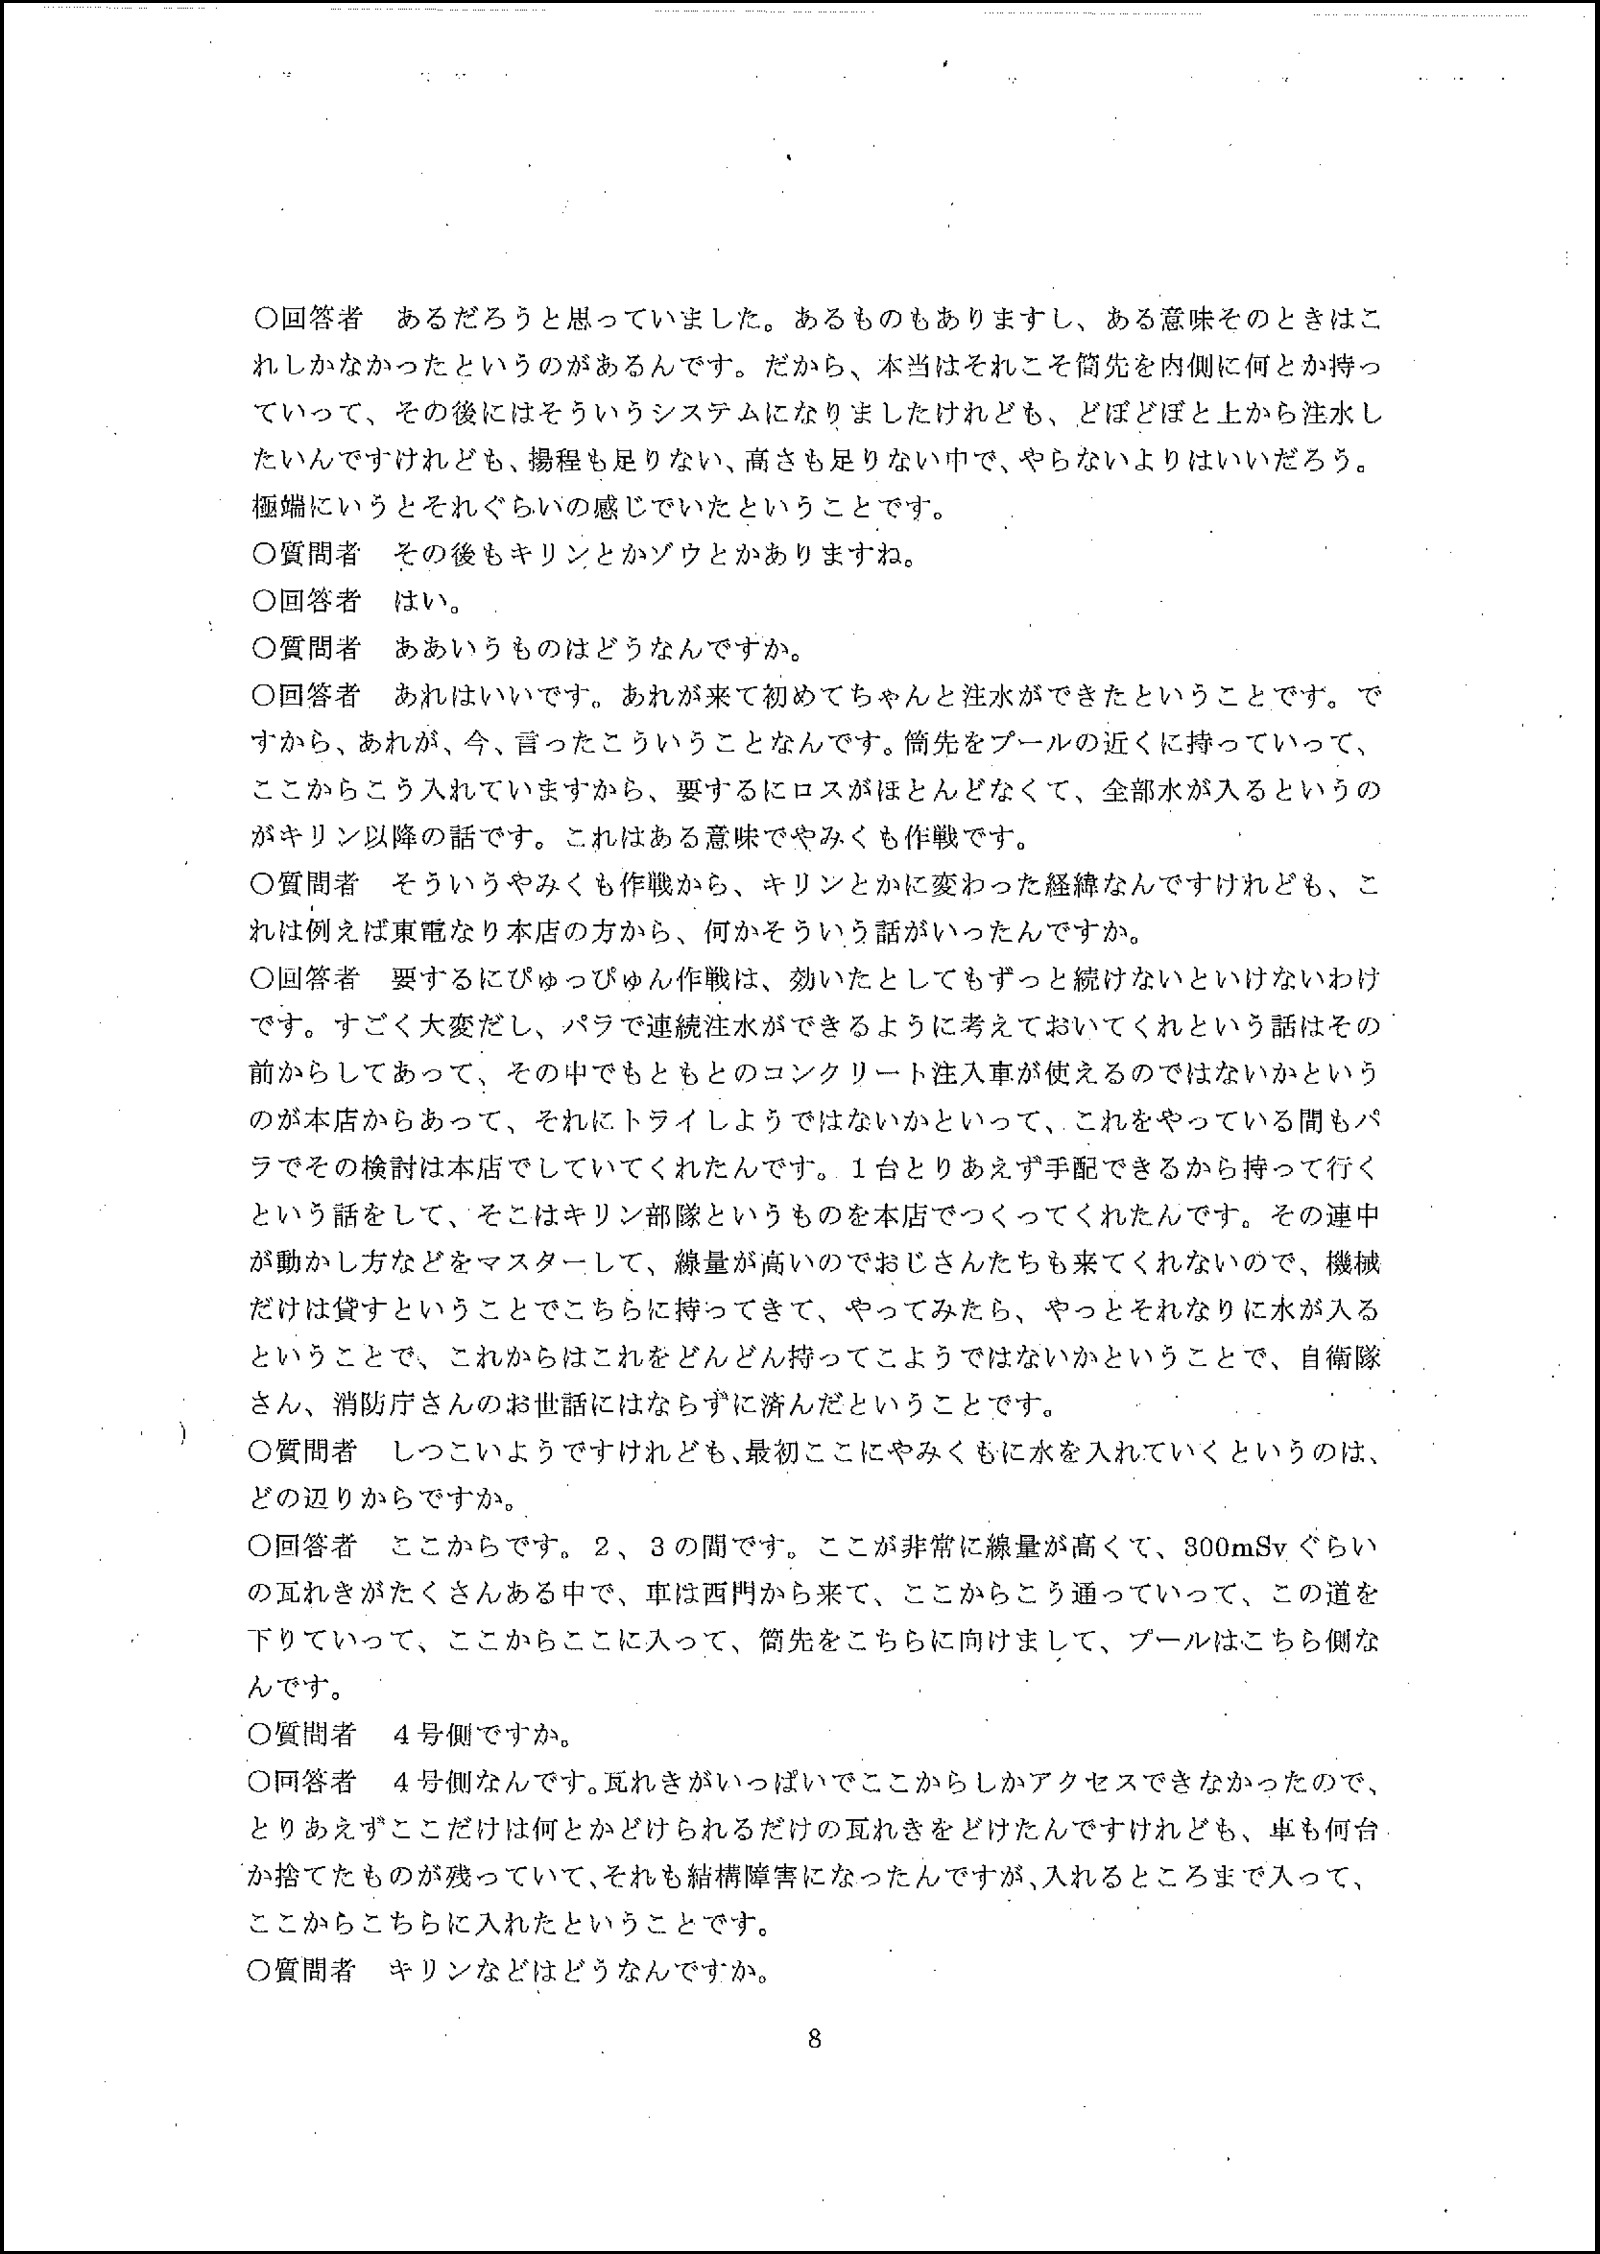 ○回答者　あるだろうと思っていました。あるものもありますし、ある意味そのときはこ
れしかなかったというのがあるんです。だから、本当はそれこそ筒先を内側に何とか持っ
ていって、その後にはそういうシステムになりましたけれども、どぼどぼと上から注水し
たいんですけれども、揚程も足りない、高さも足りない中で、やらないよりはいいだろう。
極端にいうとそれぐらいの感じでいたということです。
○質問者　その後もキリンとかゾウとかありますね。
○回答者　はい。
○質問者　ああいうものはどうなんですか。
○回答者　あれはいいです。あれが来て初めてちゃんと注水ができたということです。で
すから、あれが、今、言ったこういうことなんです。筒先をプールの近くに持っていって、
ここからこう入れていますから、要するにロスがほとんどなくて、全部水が入るというの
がキリン以降の話です。これはある意味でやみくも作戦です。
○質問者　そういうやみくも作戦から、キリンとかに変わった経緯なんですけれども、こ
れは例えば東電なり本店の方から、何かそういう話がいったんですか。
○回答者　要するにぴゅっぴゅん作戦は、効いたとしてもずっと続けないといけないわけ
です。すごく大変だし、パラで連続注水ができるように考えておいてくれという話はその
前からしてあって、その中でもともとのコンクリート注入車が使えるのではないかという
のが本店からあって、それにトライしようではないかといって、これをやっている間もパ
ラでその検討は本店でしていてくれたんです。１台とりあえず手配できるから持って行く
という話をして、そこはキリン部隊というものを本店でつくってくれたんです。その連中
が動かし方などをマスターして、線量が高いのでおじさんたちも来てくれないので、機械
だけは貸すということでこちらに持ってきて、やってみたら、やっとそれなりに水が入る
ということで、これからはこれをどんどん持ってこようではないかということで、自衛隊
さん、消防庁さんのお世話にはならずに済んだということです。
○質問者　しつこいようですけれども、最初ここにやみくもに水を入れていくというのは、
どの辺りからですか。
○回答者　ここからです。２、３の間です。ここが非常に線量が高くて、300mSv ぐらい
の瓦れきがたくさんある中で、車は西門から来て、ここからこう通っていって、この道を
下りていって、ここからここに入って、筒先をこちらに向けまして、プールはこちら側な
んです。
○質問者　４号側ですか。
○回答者　４号側なんです。瓦れきがいっぱいでここからしかアクセスできなかったので、
とりあえずここだけは何とかどけられるだけの瓦れきをどけたんですけれども、車も何台
か捨てたものが残っていて、それも結構障害になったんですが、入れるところまで入って、
ここからこちらに入れたということです。
○質問者　キリンなどはどうなんですか。
8